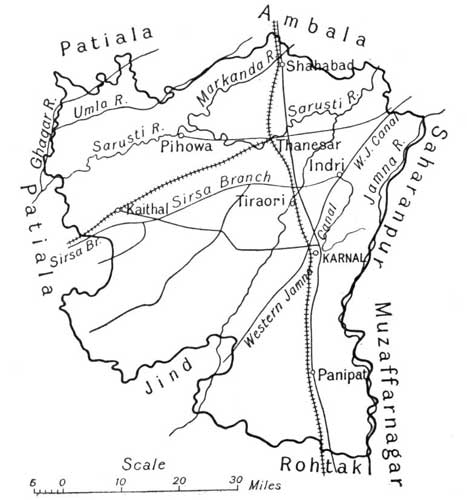 Patiala
Ambala
Markanda R.
Shahabad
Ghagar R.
Umla R.
Sarusti R.
Sarusti R.
Pihowa
Thanesar
W.J. Canal
Indri
Jamna R.
Saharanpur
Sirsa Branch
Tiraori
Kaithal
Patiala
Sirsa Br.
Canal
KARNAL
Western Jamna
Muzaffarnagar
Jind
Panipat
Rohtak
Scale
6 0 10 20 30 Miles